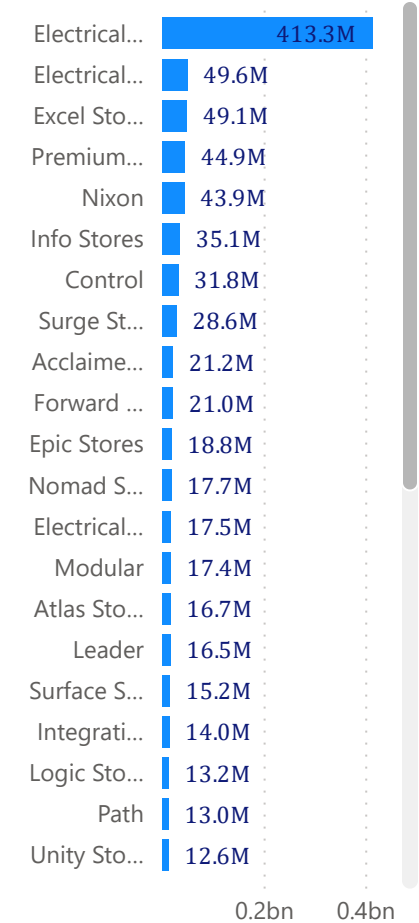 Electrical... 413.3M
Electrical... 49.6M
Excel Sto... 49.1M
Premium... 44.9M
Nixon 43.9M
Info Stores 35.1M
Control 31.8M
Surge St... 28.6M
Acclaime... 21.2M
Forward ... 21.0M
Epic Stores 18.8M
Nomad S... 17.7M
Electrical... 17.5M
Modular 17.4M
Atlas Sto... 16.7M
Leader 16.5M
Surface S... 15.2M
Integrati... 14.0M
Logic Sto... 13.2M
Path 13.0M
Unity Sto... 12.6M
0.2bn 0.4bn